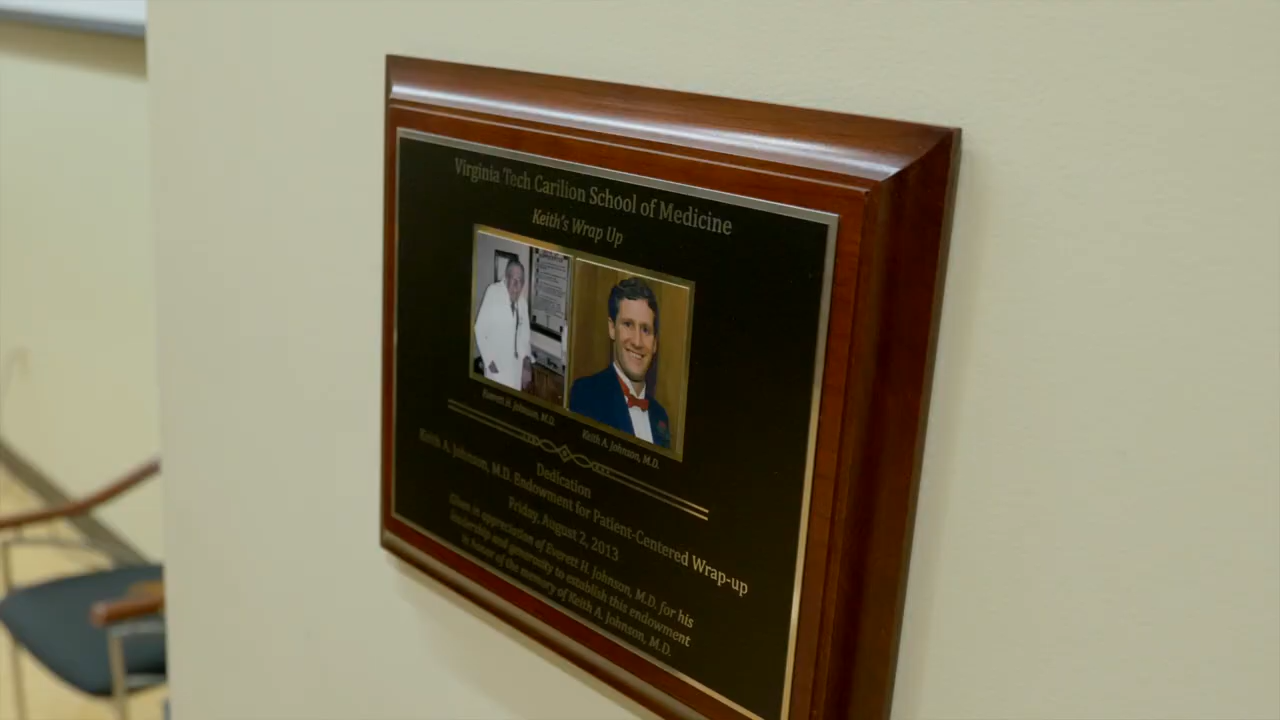 Virginia Tech Carilion School of Medicine
Keith's Wrap Up
Everett H. Johnson, M.D.
Keith A. Johnson, M.D.
Dedication
Keith A. Johnson, M.D. Endowment for Patient-Centered Wrap-up
Friday, August 2, 2013
Given in appreciation of Everett H. Johnson, M.D. for his
leadership and generosity to establish this endowment
in honor of the memory of Keith A. Johnson, M.D.